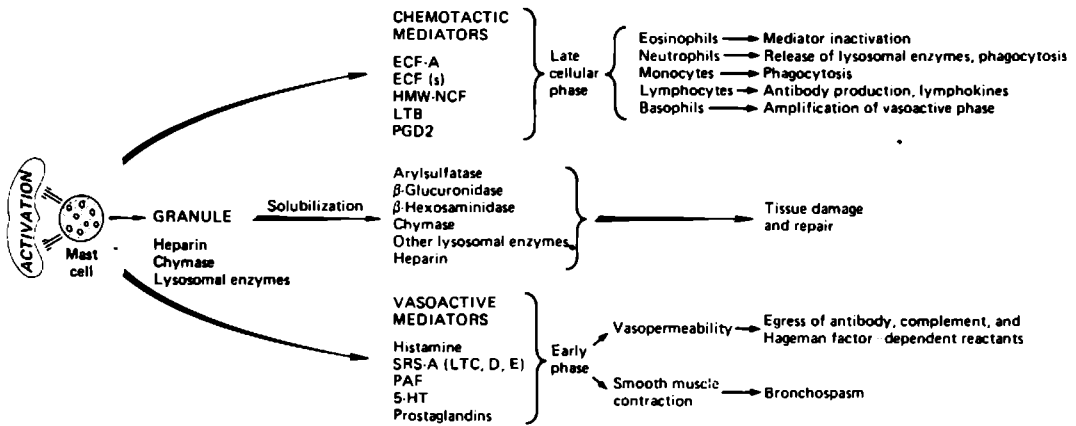 ACTIVATION
Mast
cell
GRANULE
Heparin
Chymase
Lysosomal enzymes
Solubilization
CHEMOTACTIC
MEDIATORS
ECF-A
ECF (s)
HMW-NCF
LTB
PGD2
Late
cellular
phase
Eosinophils Mediator inactivation
Neutrophils Release of lysosomal enzymes, phagocytosis
Monocytes Phagocytosis
Lymphocytes Antibody production, lymphokines
Basophils Amplification of vasoactive phase
Arylsulfatase
β-Glucuronidase
β-Hexosaminidase
Chymase
Other lysosomal enzymes
Heparin
Tissue damage
and repair
VASOACTIVE
MEDIATORS
Histamine
SRS-A (LTC, D, E)
PAF
5-HT
Prostaglandins
Early
phase
Vasopermeability
Egress of antibody, complement, and
Hageman factor-dependent reactants
Smooth muscle
contraction
Bronchospasm